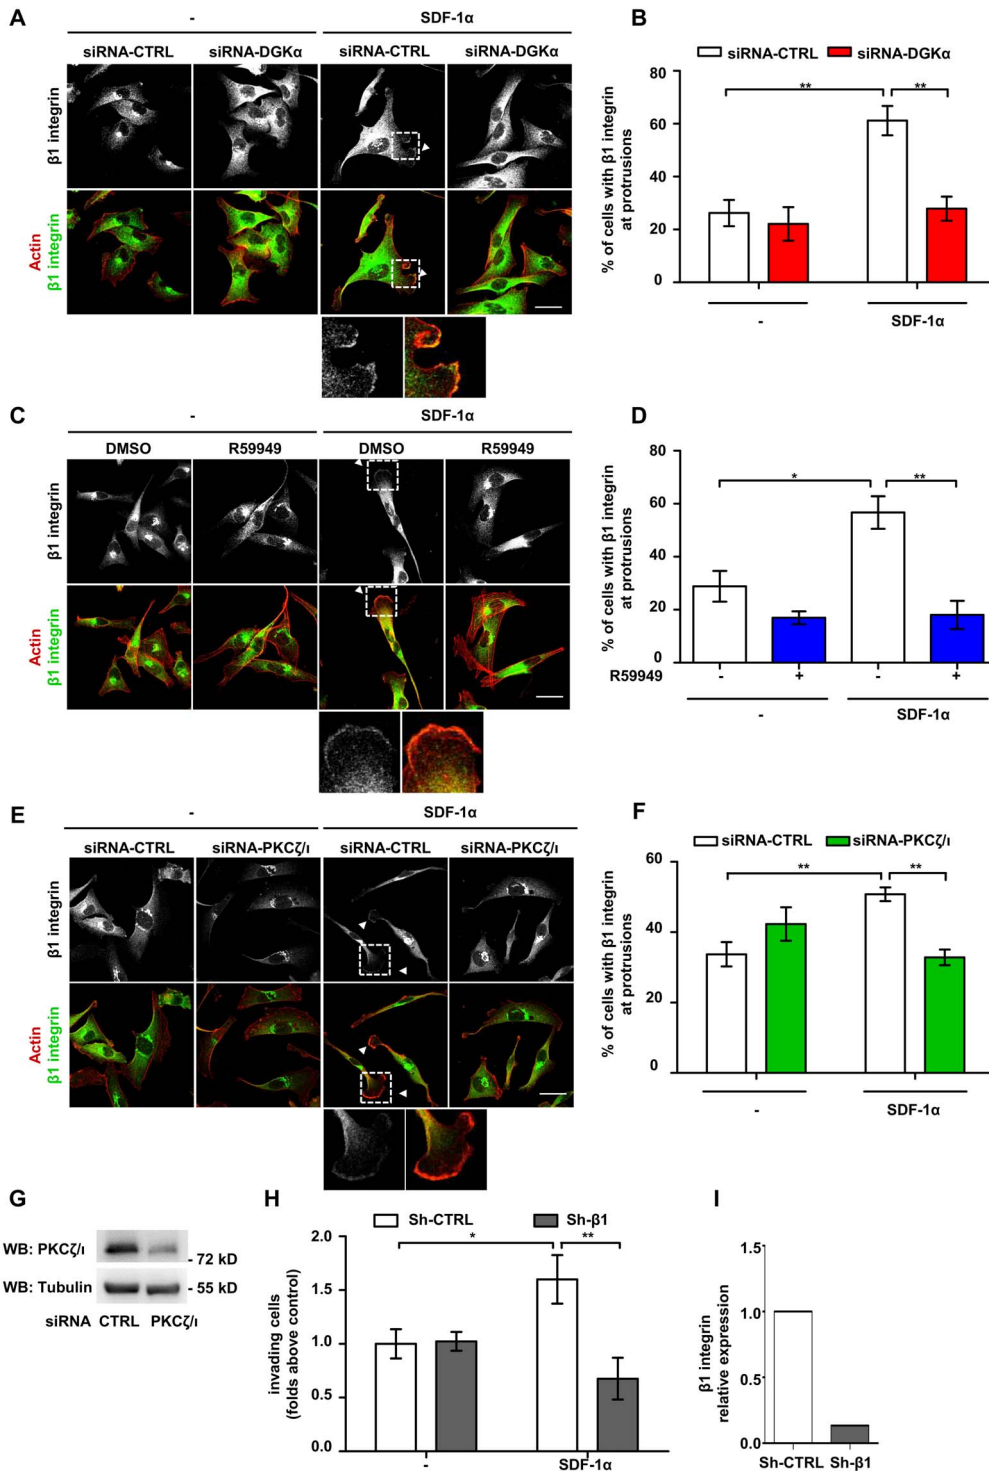 A
-
SDF-1α
siRNA-CTRL siRNA-DGKα siRNA-CTRL siRNA-DGKα
β1 integrin
Actin
β1 integrin
B
siRNA-CTRL siRNA-DGKα
% of cells with β1 integrin
at protrusions
80
60
40
20
0
** **
- SDF-1α
C
-
SDF-1α
DMSO R59949 DMSO R59949
β1 integrin
Actin
β1 integrin
D
% of cells with β1 integrin
at protrusions
80
60
40
20
0
* **
R59949 - + - +
- SDF-1α
E
-
SDF-1α
siRNA-CTRL siRNA-PKCζ/ι siRNA-CTRL siRNA-PKCζ/ι
β1 integrin
Actin
β1 integrin
F
siRNA-CTRL siRNA-PKCζ/ι
% of cells with β1 integrin
at protrusions
60
40
20
0
** **
- SDF-1α
G
WB: PKCζ/ι - 72 kD
WB: Tubulin - 55 kD
siRNA CTRL PKCζ/ι
H
Sh-CTRL Sh-β1
invading cells
(folds above control)
2.0
1.5
1.0
0.5
0.0
* **
- SDF-1α
I
β1 integrin
relative expression
1.5
1.0
0.5
0.0
Sh-CTRL Sh-β1